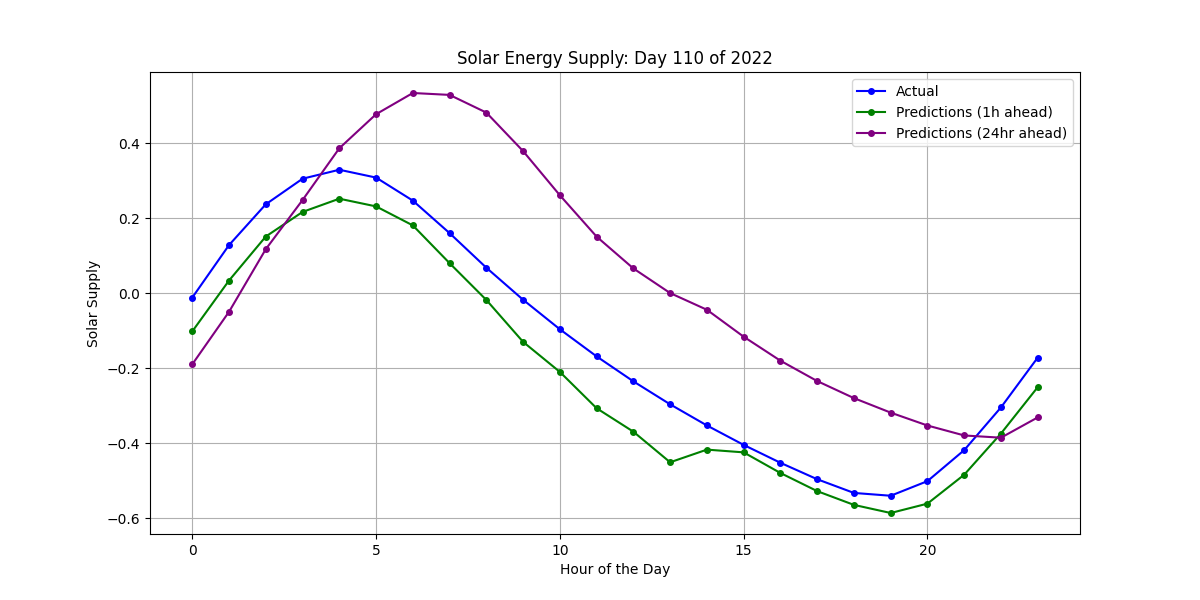 Solar Energy Supply: Day 110 of 2022
Actual
Predictions (1h ahead)
Predictions (24hr ahead)
Solar Supply
0.4
0.2
0.0
−0.2
−0.4
−0.6
0 5 10 15 20
Hour of the Day